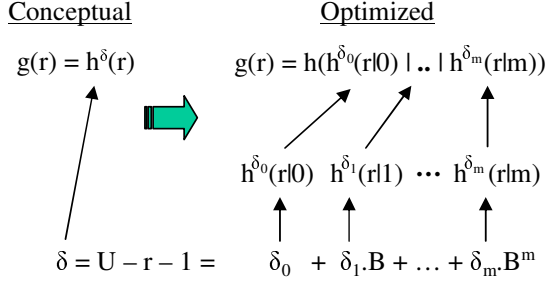 Conceptual Optimized
g(r) = h^δ(r) g(r) = h(h^δ₀(r|0) | .. | h^δₘ(r|m))
h^δ₀(r|0) h^δ₁(r|1) ••• h^δₘ(r|m)
δ = U – r – 1 = δ₀ + δ₁.B + … + δₘ.B^m